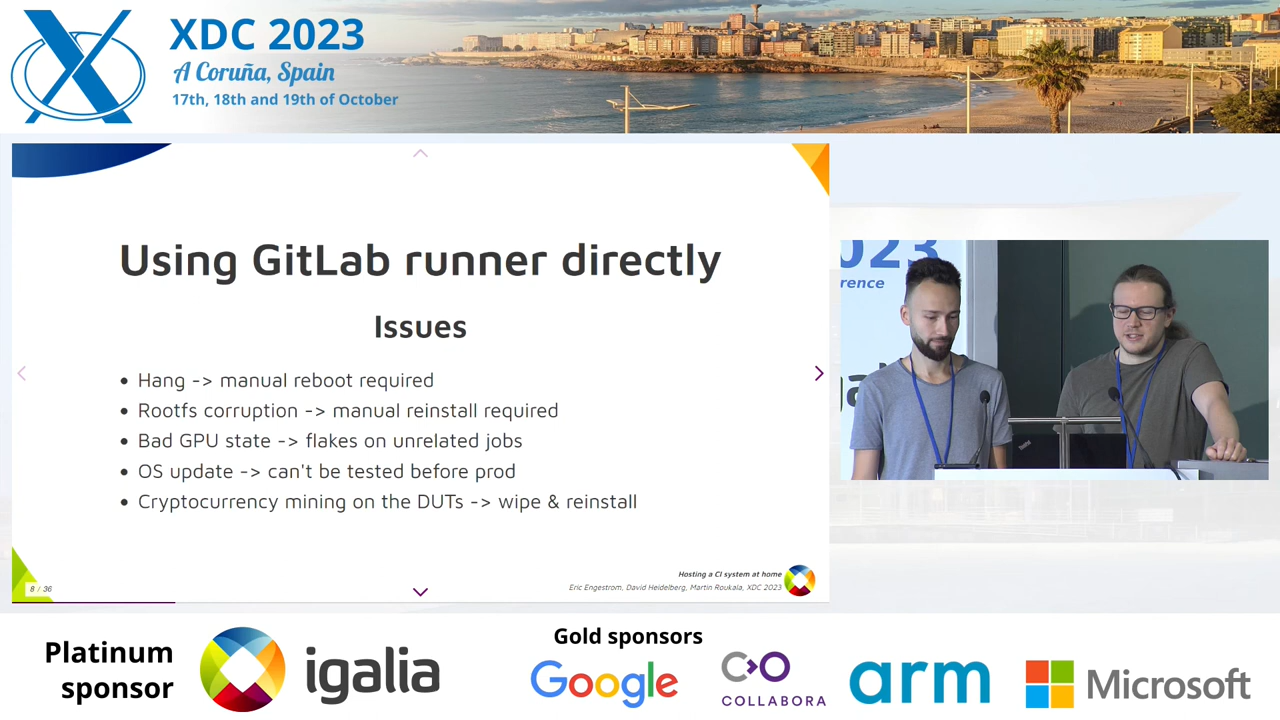 XDC 2023
A Coruña, Spain
17th, 18th and 19th of October
Using GitLab runner directly
Issues
Hang -> manual reboot required
Rootfs corruption -> manual reinstall required
Bad GPU state -> flakes on unrelated jobs
OS update -> can't be tested before prod
Cryptocurrency mining on the DUTs -> wipe & reinstall
8 / 36
Hosting a CI system at home
Eric Engestrom, David Heidelberg, Martin Roukala, XDC 2023
023
rence
Platinum
sponsor
igalia
Gold sponsors
Google
COLLABORA
arm
Microsoft